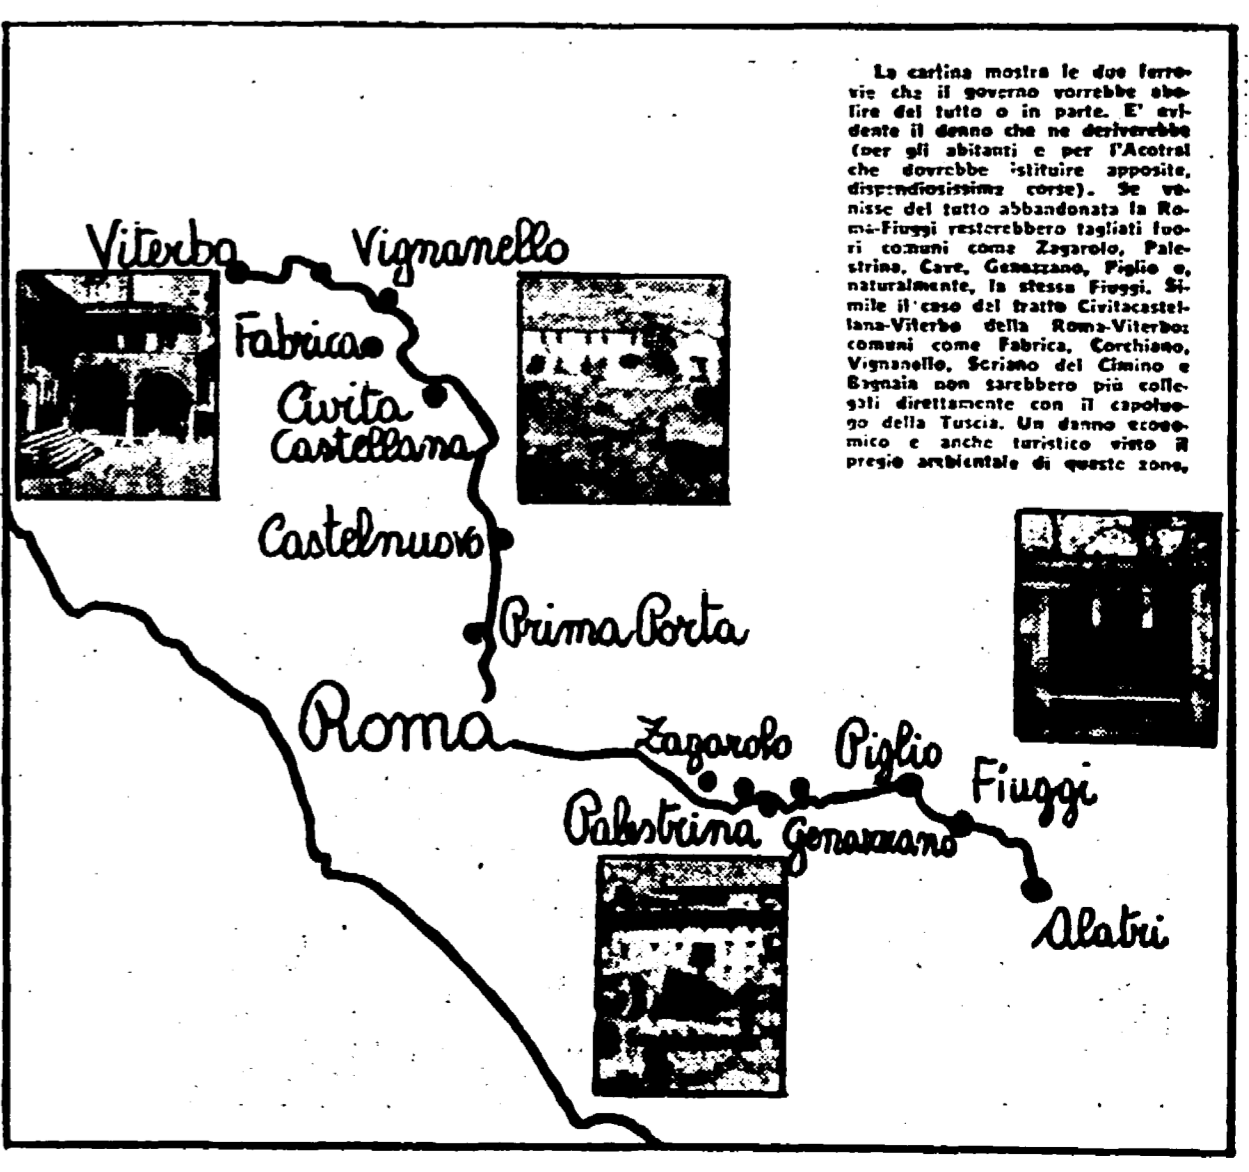 La cartina mostra le due ferro-
vie che il governo vorrebbe abo-
lire del tutto o in parte. E' evi-
dente il danno che ne deriverebbe
(per gli abitanti e per l'Acotral
che dovrebbe istituire apposite,
dispendiosissime corse). Se ve-
nisse del tutto abbandonata la Ro-
ma-Fiuggi resterebbero tagliati fuo-
ri comuni come Zagarolo, Pale-
strina, Cave, Genazzano, Piglio e,
naturalmente, la stessa Fiuggi. Si-
mile il caso del tratto Civitacastel-
lana-Viterbo della Roma-Viterbo:
comuni come Fabrica, Corchiano,
Vignanello, Soriano del Cimino e
Bagnaia non sarebbero più colle-
gati direttamente con il capoluo-
go della Tuscia. Un danno econo-
mico e anche turistico visto il
pregio ambientale di queste zone.
Viterbo
Vignanello
Fabrica
Civita
Castellana
Castelnuovo
Prima Porta
Roma
Zagarolo
Piglio
Fiuggi
Palestrina
Genazzano
Alatri